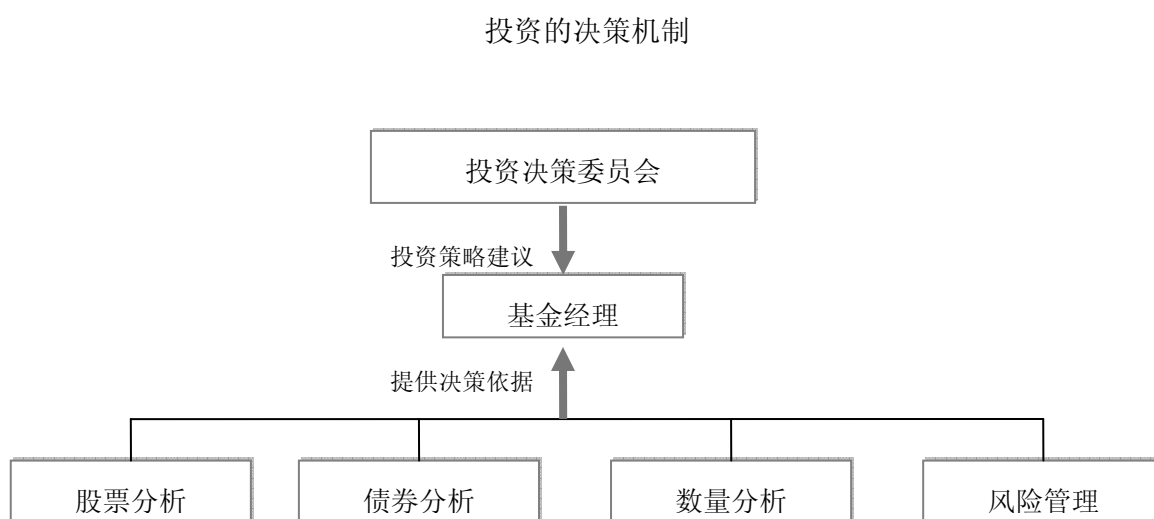 投资的决策机制
投资决策委员会
投资策略建议
基金经理
提供决策依据
股票分析 债券分析 数量分析 风险管理